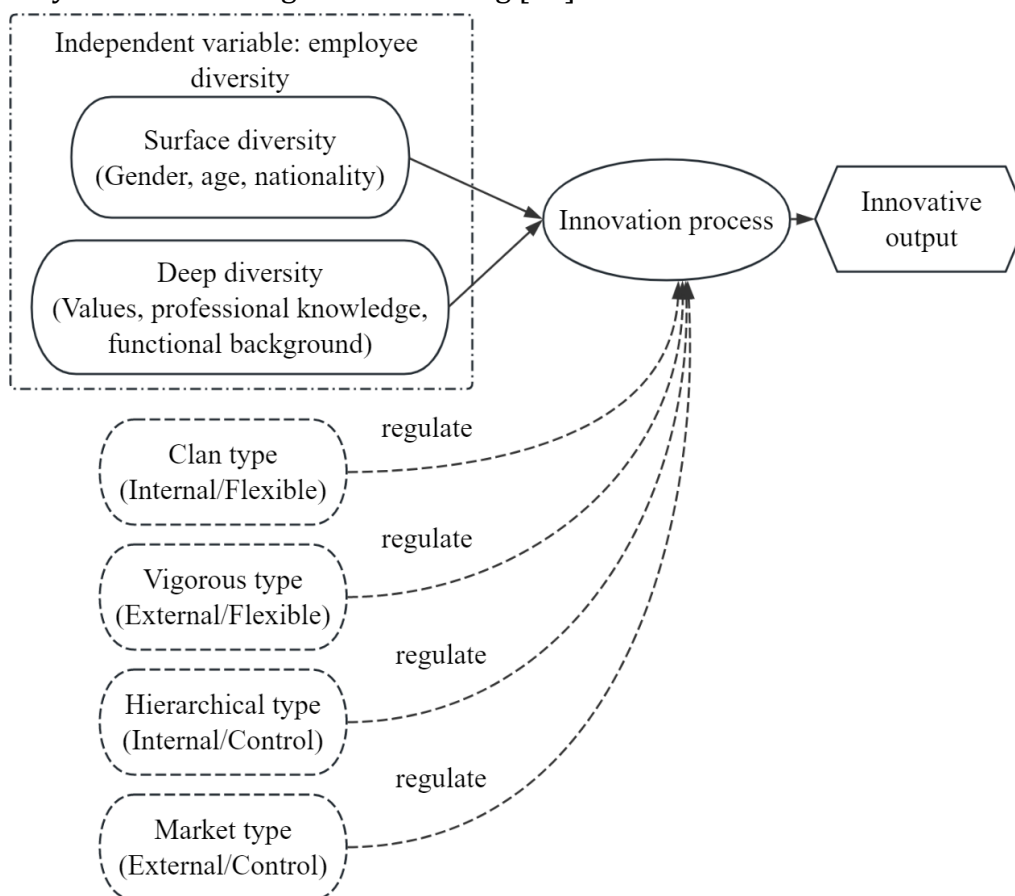 Independent variable: employee
diversity
Surface diversity
(Gender, age, nationality)
Deep diversity
(Values, professional knowledge,
functional background)
Innovation process
Innovative
output
regulate
Clan type
(Internal/Flexible)
regulate
Vigorous type
(External/Flexible)
regulate
Hierarchical type
(Internal/Control)
regulate
Market type
(External/Control)